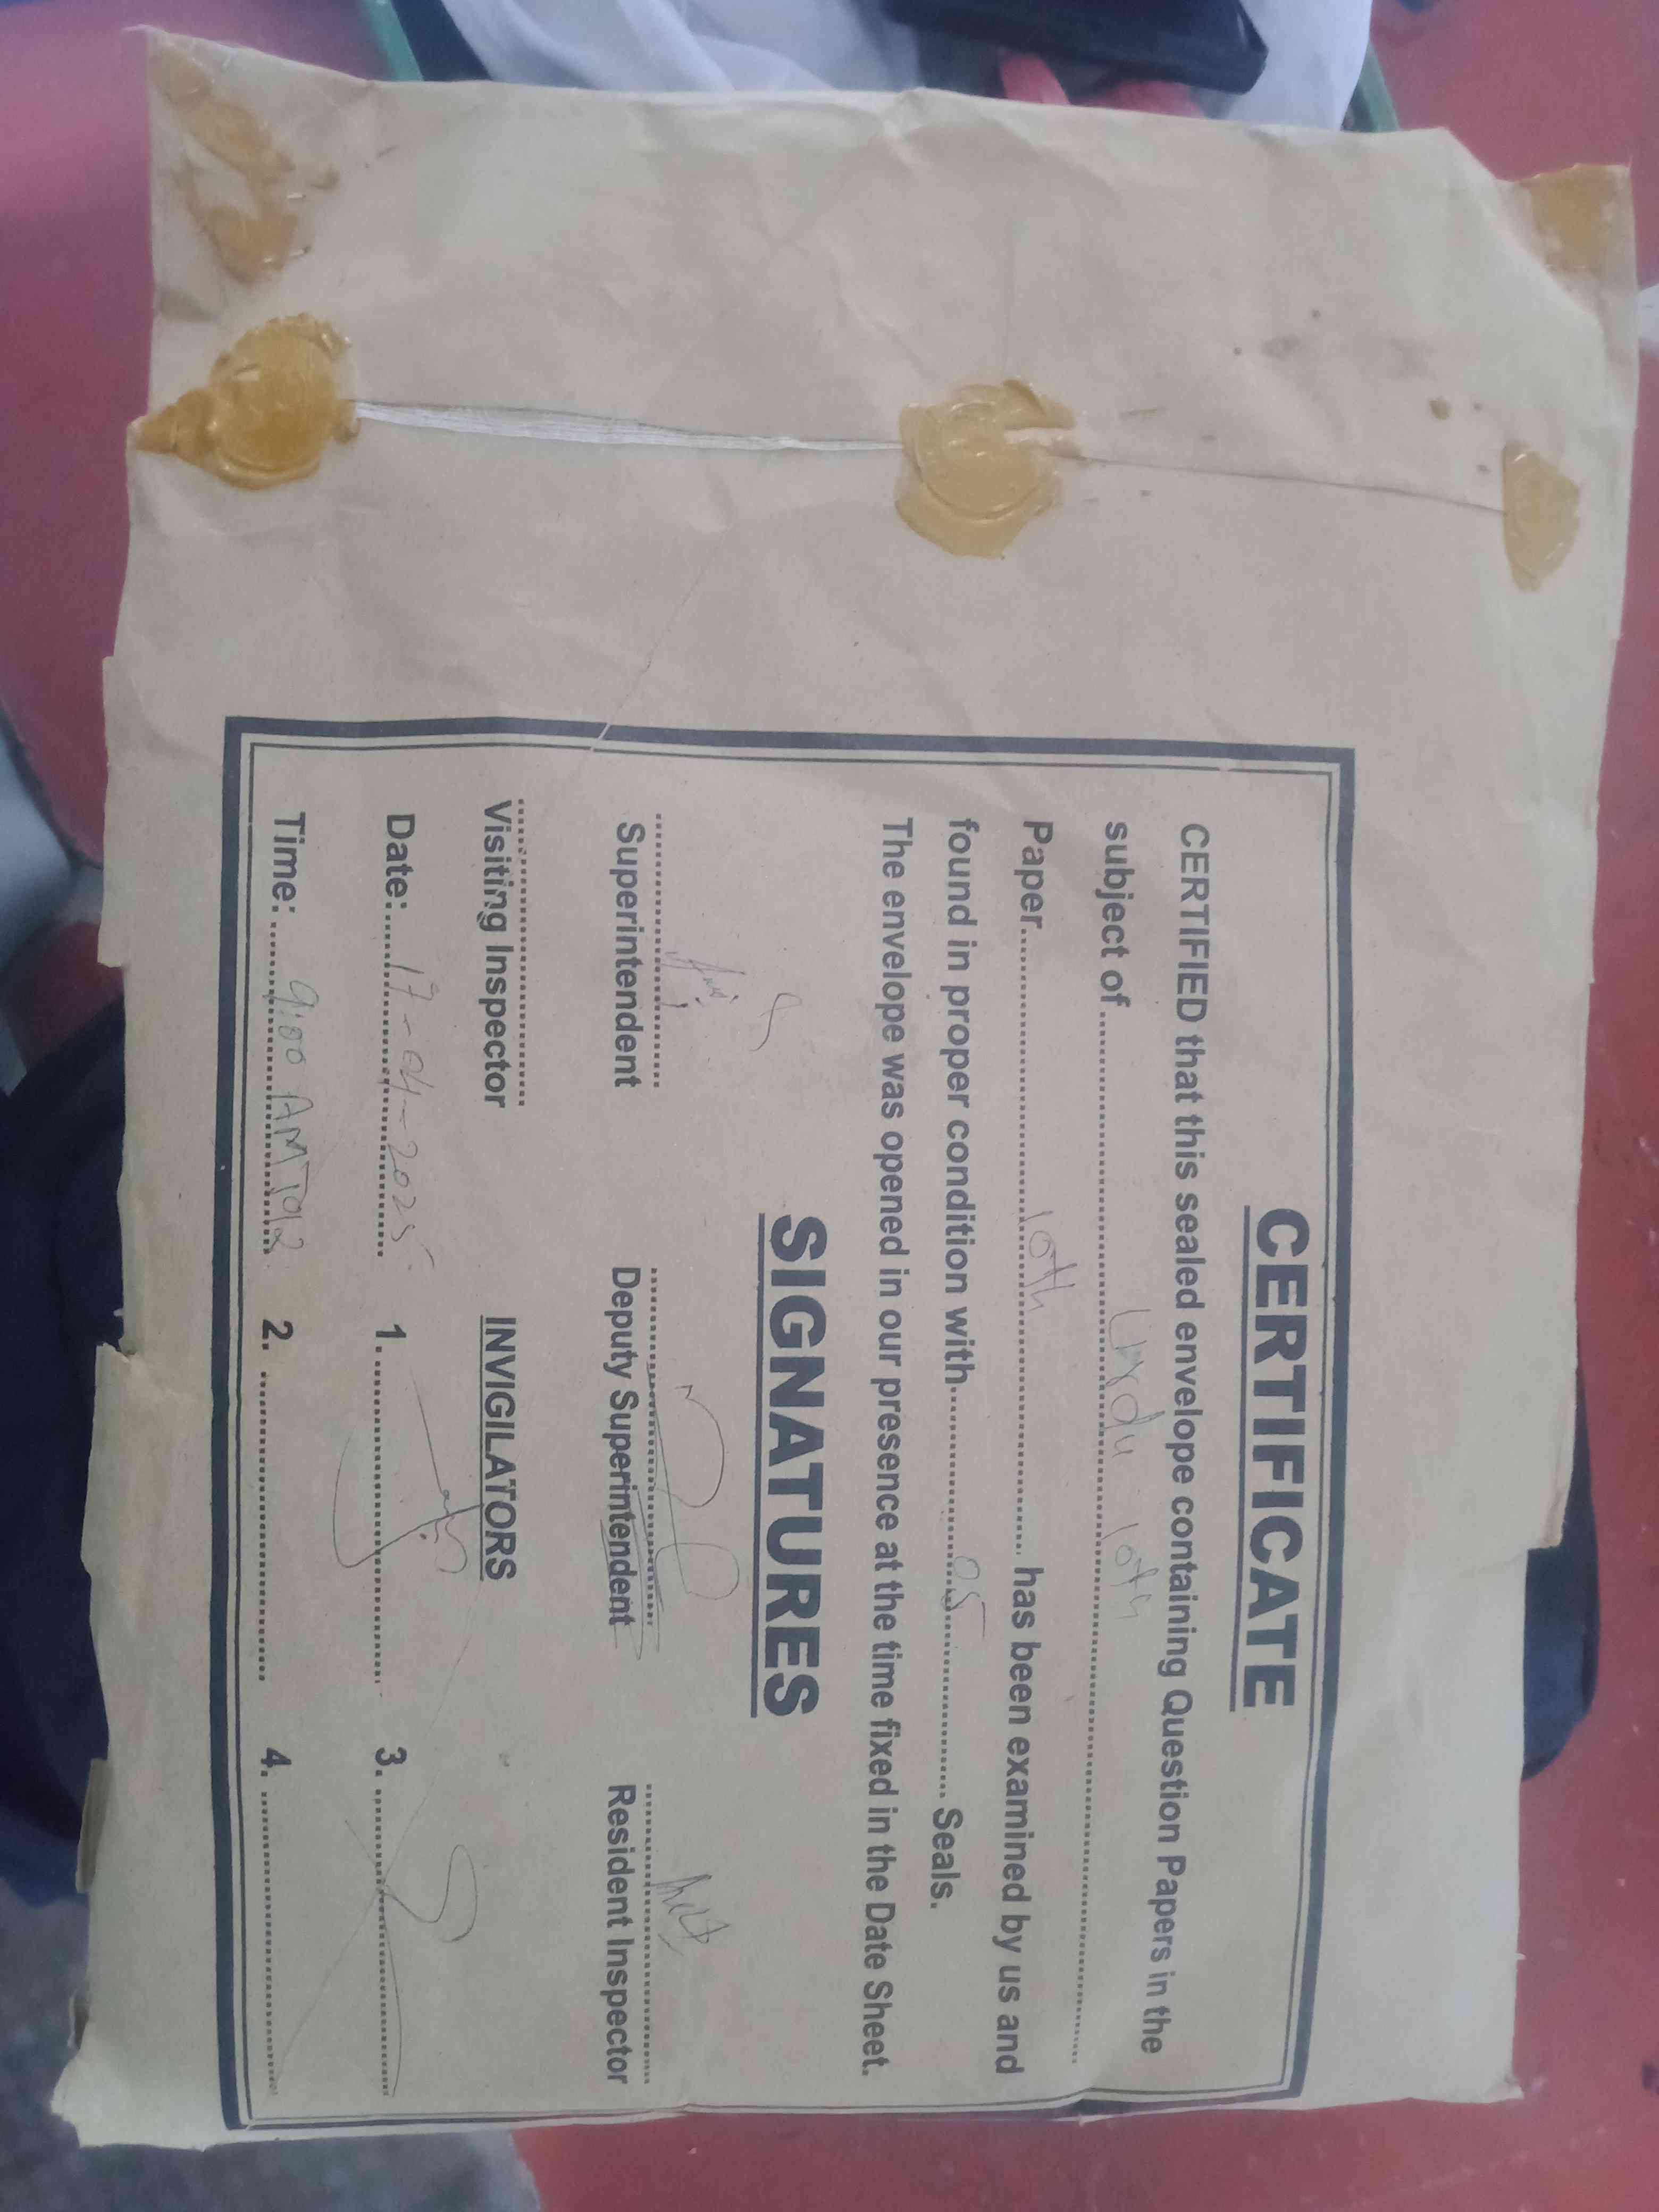 CERTIFICATE
CERTIFIED that this sealed envelope containing Question Papers in the
subject of Urdu 10th
Paper 10th has been examined by us and
found in proper condition with 05 Seals.
The envelope was opened in our presence at the time fixed in the Date Sheet.
SIGNATURES
Superintendent Deputy Superintendent Resident Inspector
Visiting Inspector INVIGILATORS
Date: 17-04-2025 1. 3.
Time: 9:00 AM To 12 2. 4.